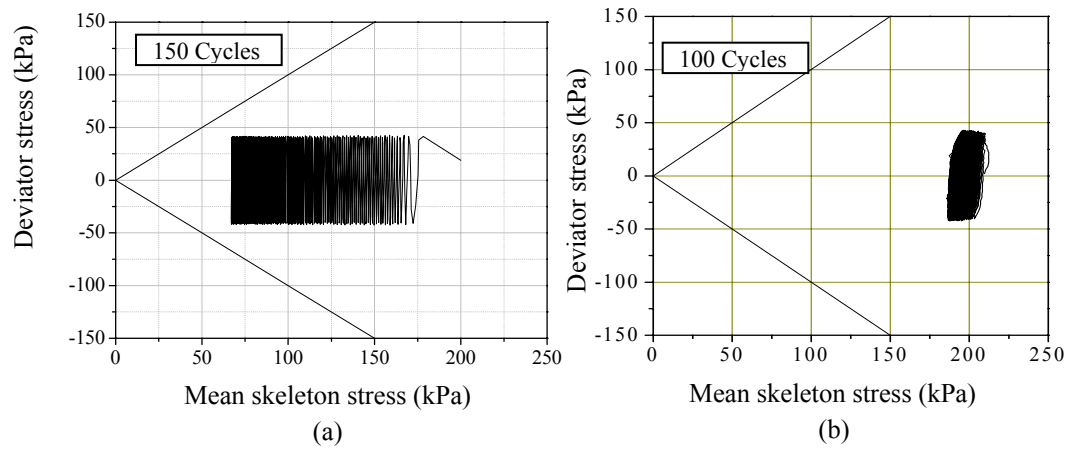 150
100
50
0
-50
-100
-150
Deviator stress (kPa)
150 Cycles
0 50 100 150 200 250
Mean skeleton stress (kPa)
(a)
150
100
50
0
-50
-100
-150
Deviator stress (kPa)
100 Cycles
0 50 100 150 200 250
Mean skeleton stress (kPa)
(b)